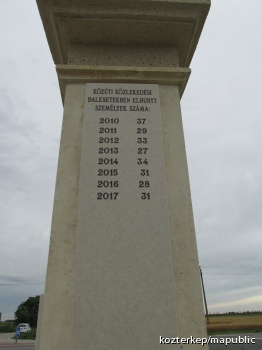 KÖZÚTI KÖZLEKEDÉSI
BALESETEKBEN ELHUNYT
SZEMÉLYEK SZÁMA:
2010 37
2011 29
2012 33
2013 27
2014 34
2015 31
2016 28
2017 31
kozterkep/mapublic